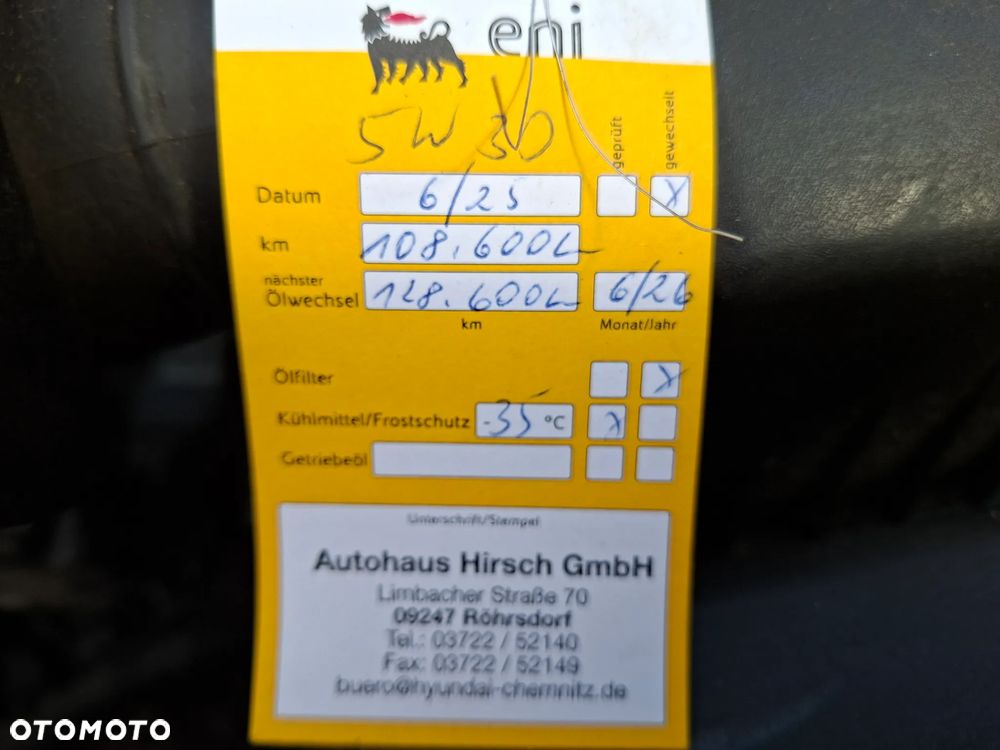 eni
5W 30
geprüft gewechselt
Datum 6/25 X
km 108.600
nächster
Ölwechsel 128.600 6/26
km Monat/Jahr
Ölfilter X
Kühlmittel/Frostschutz -35 °C X
Getriebeöl
Unterschrift/Stempel
Autohaus Hirsch GmbH
Limbacher Straße 70
09247 Röhrsdorf
Tel.: 03722 / 52140
Fax: 03722 / 52149
buero@hyundai-chemnitz.de
OTOMOTO